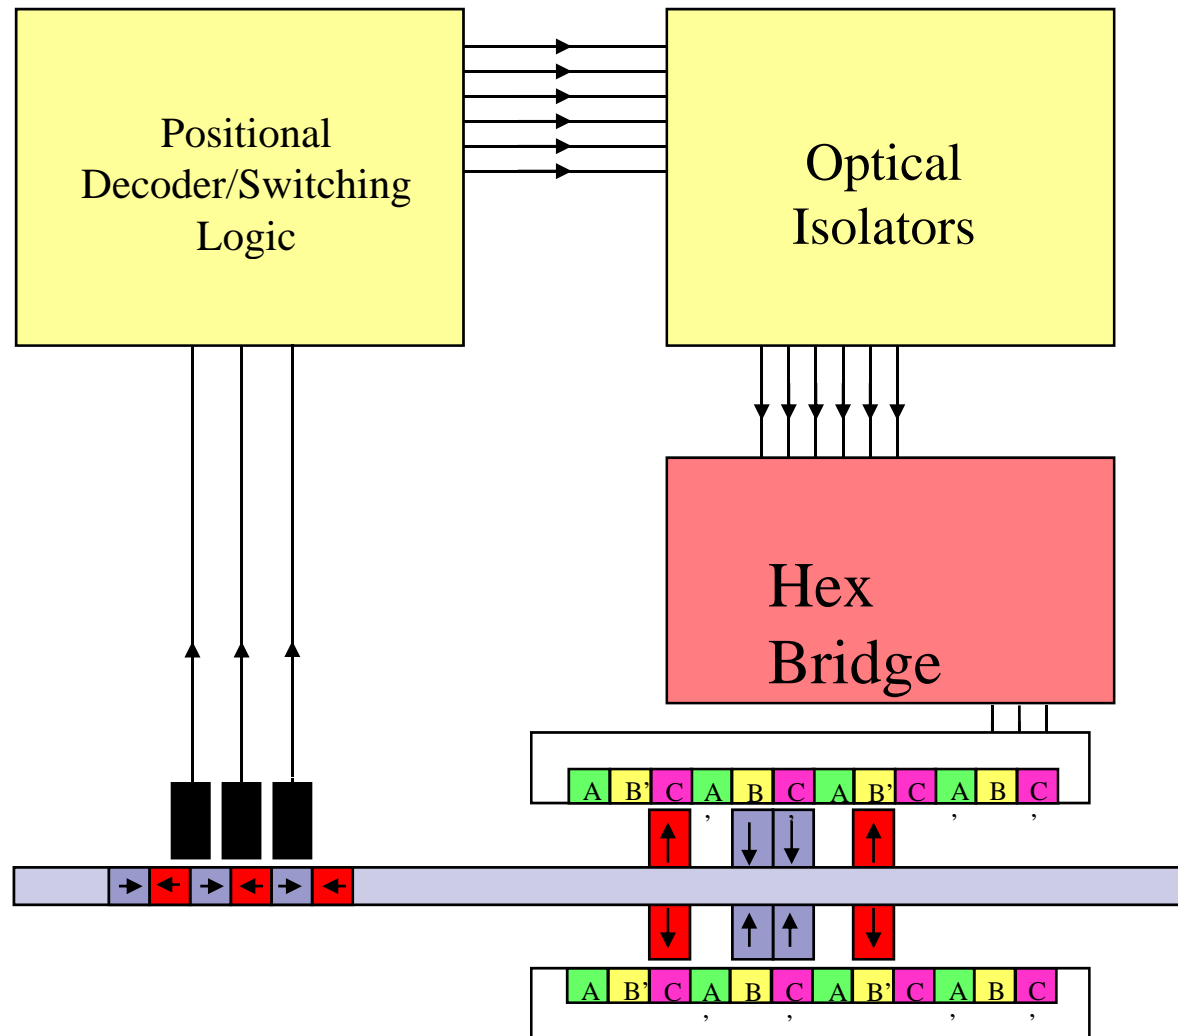 Positional
Decoder/Switching
Logic
Optical
Isolators
Hex
Bridge
A B' C A' B C' A B' C A' B C'
A B' C A' B C' A B' C A' B C'